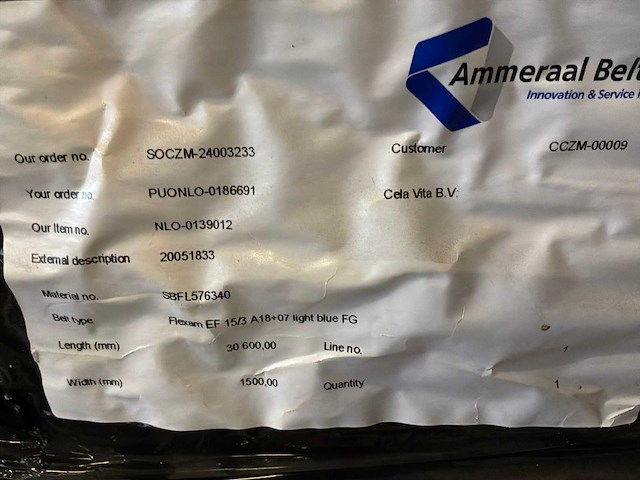 Ammeraal Belt
Innovation & Service
Our order no. SOCZM-24003233 Customer CCZM-00009
Your order no. PUONLO-0186691 Cela Vita B.V:
Our Item no. NLO-0139012
External description 20051833
Material no. SBFL576340
Belt type Flexam EF 15/3 A18+07 light blue FG
Length (mm) 30 600,00 Line no.
Width (mm) 1500,00 Quantity 1